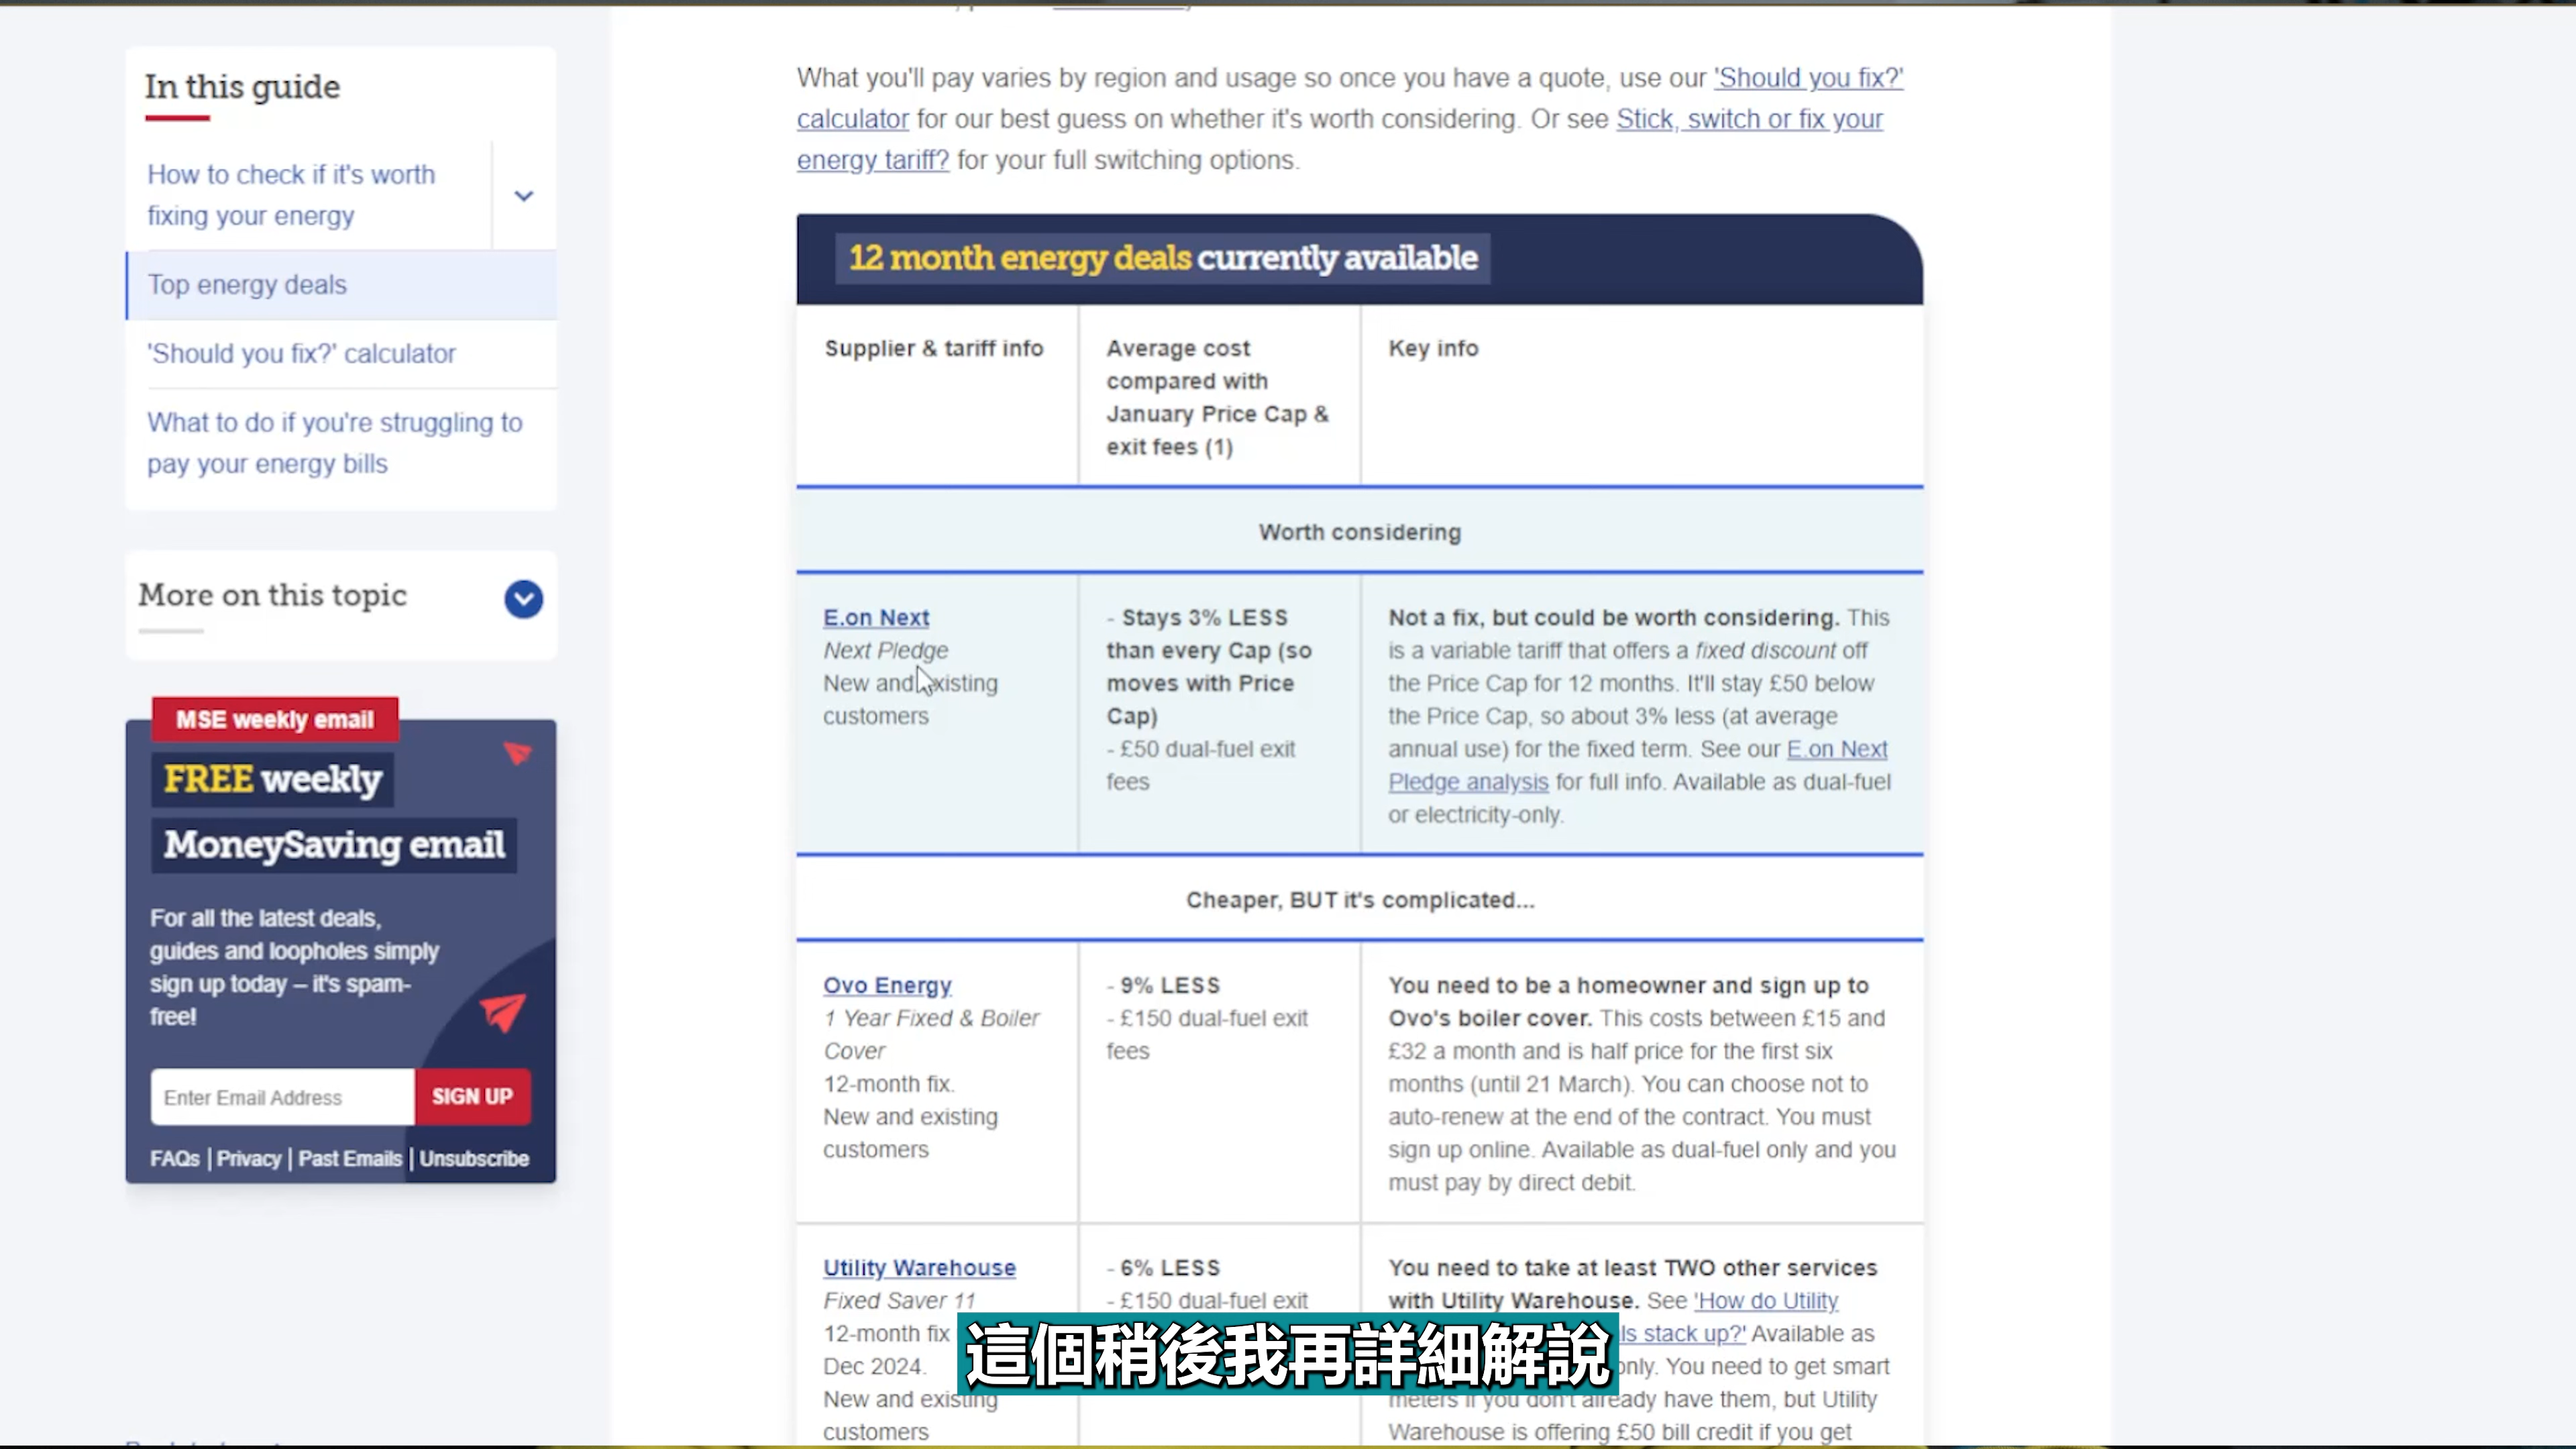 In this guide
How to check if it's worth
fixing your energy
Top energy deals
'Should you fix?' calculator
What to do if you're struggling to
pay your energy bills
More on this topic
MSE weekly email
FREE weekly
MoneySaving email
For all the latest deals,
guides and loopholes simply
sign up today – it's spam-
free!
Enter Email Address
SIGN UP
FAQs | Privacy | Past Emails | Unsubscribe
What you'll pay varies by region and usage so once you have a quote, use our 'Should you fix?'
calculator for our best guess on whether it's worth considering. Or see Stick, switch or fix your
energy tariff? for your full switching options.
12 month energy deals currently available
Supplier & tariff info
Average cost
compared with
January Price Cap &
exit fees (1)
Key info
Worth considering
E.on Next
Next Pledge
New and existing
customers
- Stays 3% LESS
than every Cap (so
moves with Price
Cap)
- £50 dual-fuel exit
fees
Not a fix, but could be worth considering. This
is a variable tariff that offers a fixed discount off
the Price Cap for 12 months. It'll stay £50 below
the Price Cap, so about 3% less (at average
annual use) for the fixed term. See our E.on Next
Pledge analysis for full info. Available as dual-fuel
or electricity-only.
Cheaper, BUT it's complicated...
Ovo Energy
1 Year Fixed & Boiler
Cover
12-month fix.
New and existing
customers
- 9% LESS
- £150 dual-fuel exit
fees
You need to be a homeowner and sign up to
Ovo's boiler cover. This costs between £15 and
£32 a month and is half price for the first six
months (until 21 March). You can choose not to
auto-renew at the end of the contract. You must
sign up online. Available as dual-fuel only and you
must pay by direct debit.
Utility Warehouse
Fixed Saver 11
12-month fix
Dec 2024.
New and existing
customers
- 6% LESS
- £150 dual-fuel exit
You need to take at least TWO other services
with Utility Warehouse. See 'How do Utility
stack up?' Available as
only. You need to get smart
meters if you don't already have them, but Utility
Warehouse is offering £50 bill credit if you get
這個稍後我再詳細解說